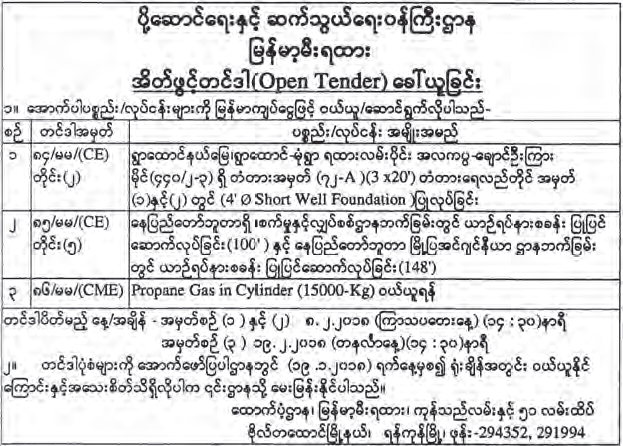 ပို့ဆောင်ရေးနှင့် ဆက်သွယ်ရေးဝန်ကြီးဌာန
မြန်မာ့မီးရထား
အိတ်ဖွင့်တင်ဒါ(Open Tender) ခေါ်ယူခြင်း
၁။ အောက်ပါပစ္စည်း/လုပ်ငန်းများကို မြန်မာကျပ်ငွေဖြင့် ဝယ်ယူ/ဆောင်ရွက်လိုပါသည်-
စဉ် တင်ဒါအမှတ် ပစ္စည်း/လုပ်ငန်း အမျိုးအမည်
၁ ၈၄/မမ/(CE) ရွာထောင်နယ်မြေ၊ရွာထောင်-မုံရွာ ရထားလမ်းပိုင်း အလကပ္ပ-ချောင်းဦးကြား
တိုင်း(၂) မိုင်(၄၄၀/၂-၃) ရှိ တံတားအမှတ် (၇၂-A )(3 x20') တံတားရေလည်တိုင် အမှတ်
(၁)နှင့်(၂) တွင် (4' Ø Short Well Foundation )ပြုလုပ်ခြင်း
၂ ၈၅/မမ/(CE) နေပြည်တော်ဘူတာရှိ ၊စက်မှုနှင့်လျှပ်စစ်ဌာနဘက်ခြမ်းတွင် ယာဉ်ရပ်နားစခန်း ပြုပြင်
တိုင်း(၅) ဆောက်လုပ်ခြင်း(100' ) နှင့် နေပြည်တော်ဘူတာ မြို့ပြအင်ဂျင်နီယာ ဌာနဘက်ခြမ်း
တွင် ယာဉ်ရပ်နားစခန်း ပြုပြင်ဆောက်လုပ်ခြင်း(148')
၃ ၈၆/မမ/(CME) Propane Gas in Cylinder (15000-Kg) ဝယ်ယူရန်
တင်ဒါပိတ်မည့် နေ့/အချိန် - အမှတ်စဉ် (၁ ) နှင့် (၂) ၈. ၂.၂၀၁၈ (ကြာသပတေးနေ့) (၁၄ : ၃၀)နာရီ
အမှတ်စဉ် (၃ ) ၁၉. ၂.၂၀၁၈ (တနင်္လာနေ့)(၁၄ : ၃၀)နာရီ
၂။ တင်ဒါပုံစံများကို အောက်ဖော်ပြပါဌာနတွင် (၁၉ .၁.၂၀၁၈) ရက်နေ့မှစ၍ ရုံးချိန်အတွင်း ဝယ်ယူနိုင်
ကြောင်းနှင့်အသေးစိတ်သိရှိလိုပါက ၎င်းဌာနသို့ မေးမြန်းနိုင်ပါသည်။
ထောက်ပံ့ဌာန၊ မြန်မာ့မီးရထား၊ ကုန်သည်လမ်းနှင့် ၅၁ လမ်းထိပ်
ဗိုလ်တထောင်မြို့နယ်၊ ရန်ကုန်မြို့၊ ဖုန်း-294352, 291994